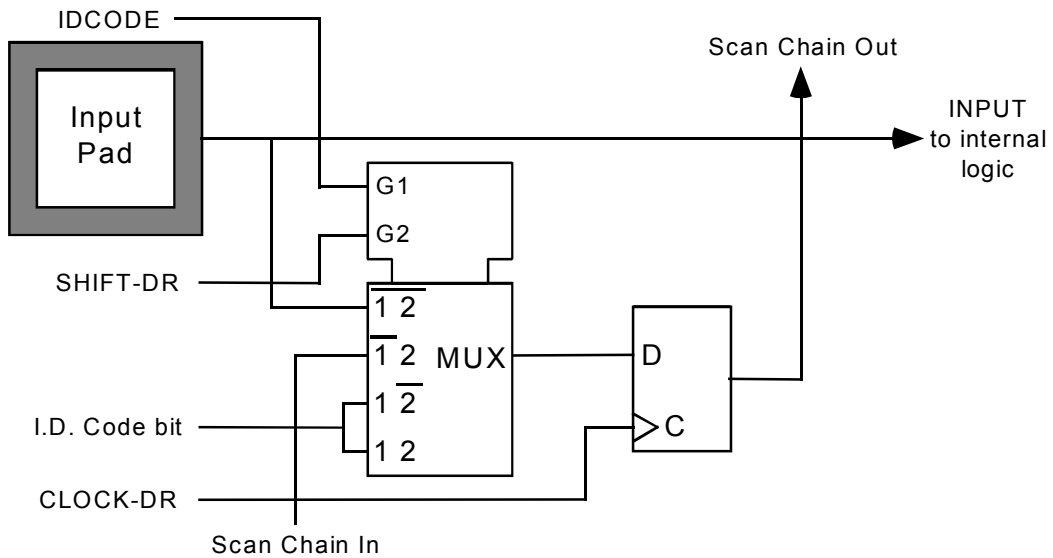 IDCODE
Scan Chain Out
Input
Pad
INPUT
to internal
logic
G1
G2
SHIFT-DR
1 2
1 2
MUX
D
1 2
I.D. Code bit
C
1 2
CLOCK-DR
Scan Chain In